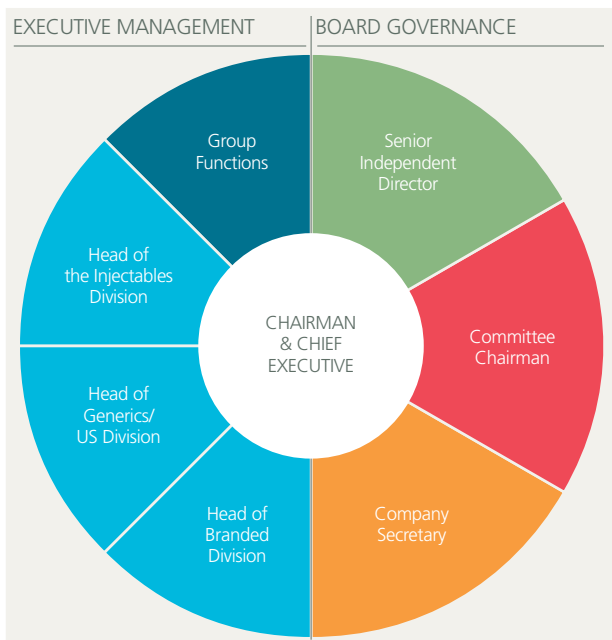 EXECUTIVE MANAGEMENT
BOARD GOVERNANCE
Group
Functions
Senior
Independent
Director
Head of
the Injectables
Division
CHAIRMAN
& CHIEF
EXECUTIVE
Committee
Chairman
Head of
Generics/
US Division
Head of
Branded
Division
Company
Secretary